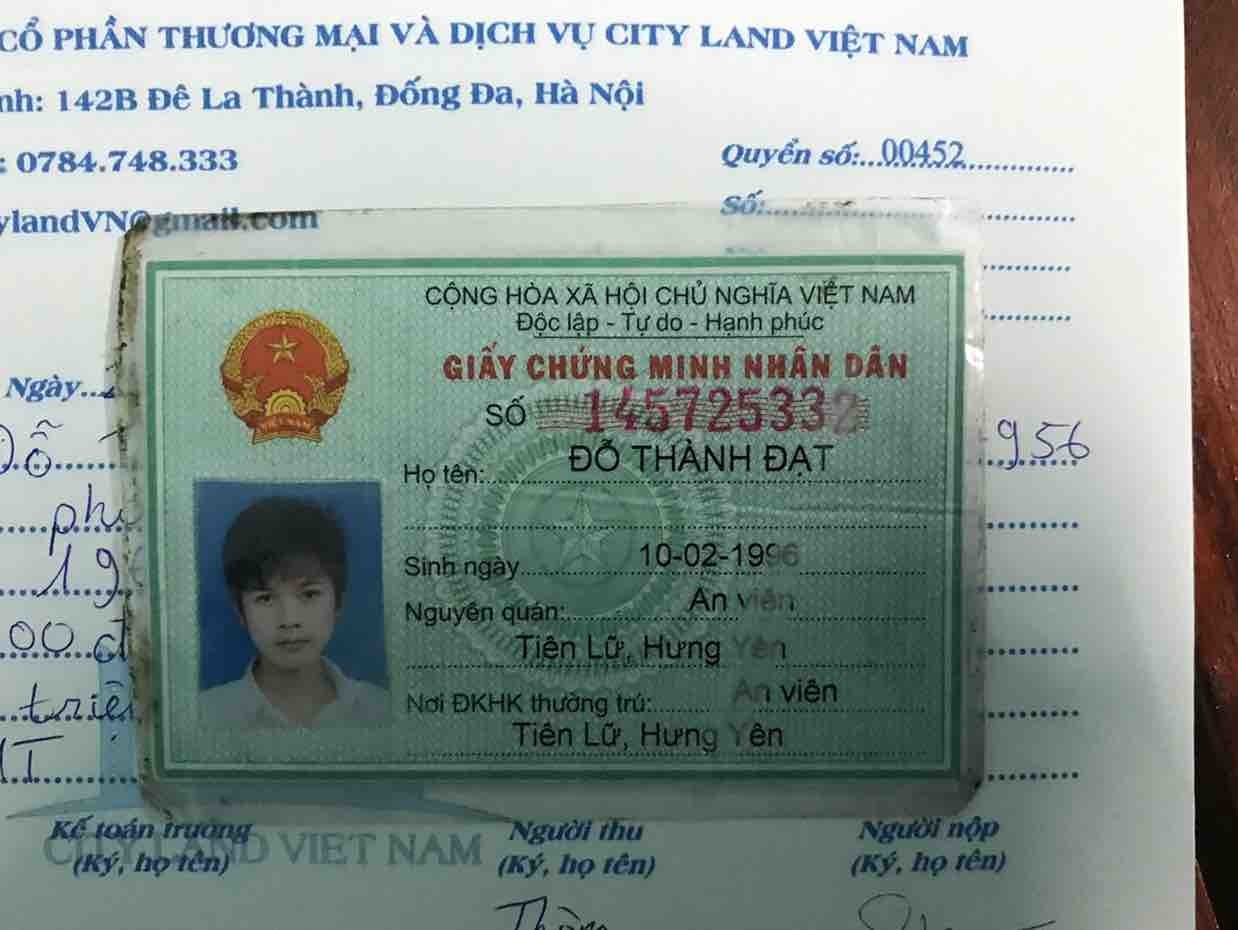 CỔ PHẦN THƯƠNG MẠI VÀ DỊCH VỤ CITY LAND VIỆT NAM
nh: 142B Đê La Thành, Đống Đa, Hà Nội
: 0784.748.333
Quyển số: 00452
ylandVN@gmail.com
Số:
CỘNG HÒA XÃ HỘI CHỦ NGHĨA VIỆT NAM
Độc lập - Tự do - Hạnh phúc
GIẤY CHỨNG MINH NHÂN DÂN
SỐ 145725332
Ngày
Họ tên: ĐỖ THÀNH ĐẠT
Đỗ
956
Sinh ngày 10-02-1996
Nguyên quán: An viên
Tiên Lữ, Hưng Yên
Nơi ĐKHK thường trú: An viên
Tiên Lữ, Hưng Yên
00 đ
triệ
Kế toán trưởng Người thu Người nộp
(Ký, họ tên) (Ký, họ tên) (Ký, họ tên)
CITY LAND VIET NAM